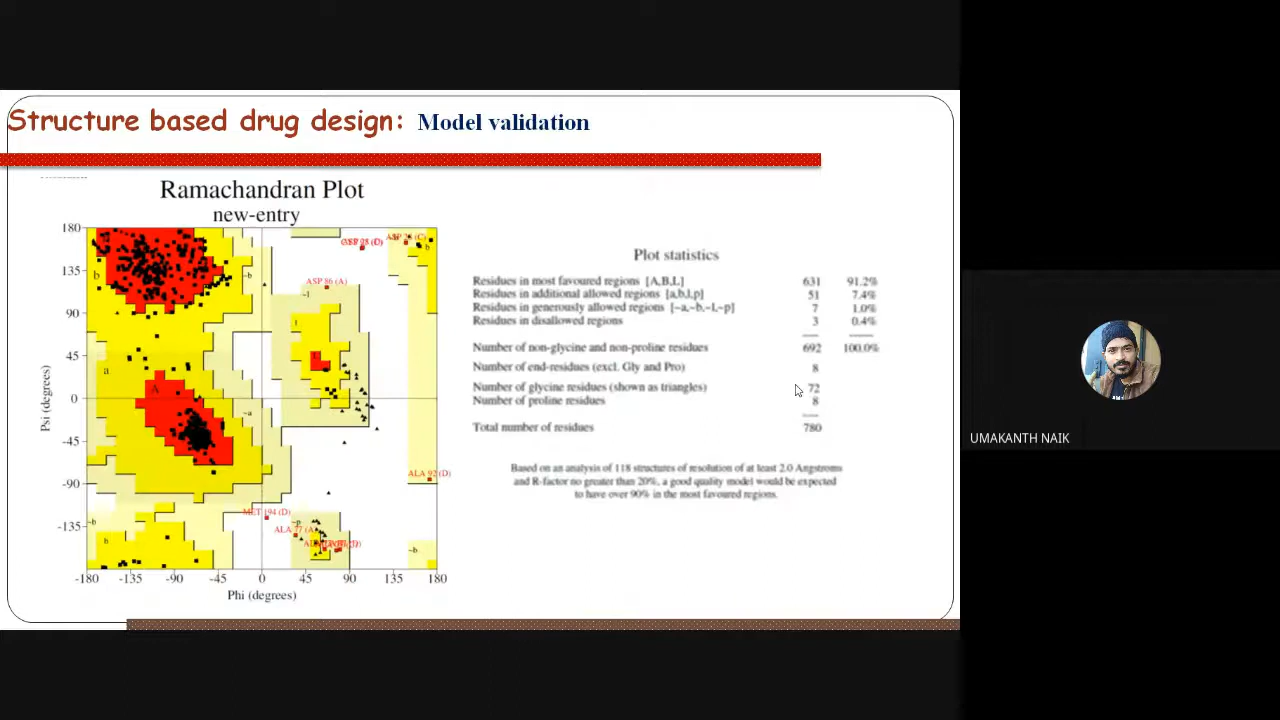 Structure based drug design: Model validation
Ramachandran Plot
new-entry
180
135
90
45
0
-45
-90
-135
Psi (degrees)
b
~b
ASP 86 (A)
~l
l
L
a
A
~a
b
ALA 92 (D)
MET 194 (D)
ALA 77 (A)
~p
~b
b
~b
-180 -135 -90 -45 0 45 90 135 180
Phi (degrees)
Plot statistics
Residues in most favoured regions [A,B,L] 631 91.2%
Residues in additional allowed regions [a,b,l,p] 51 7.4%
Residues in generously allowed regions [~a,~b,~l,~p] 7 1.0%
Residues in disallowed regions 3 0.4%
Number of non-glycine and non-proline residues 692 100.0%
Number of end-residues (excl. Gly and Pro) 8
Number of glycine residues (shown as triangles) 72
Number of proline residues 8
Total number of residues 780
Based on an analysis of 118 structures of resolution of at least 2.0 Angstroms
and R-factor no greater than 20%, a good quality model would be expected
to have over 90% in the most favoured regions.
UMAKANTH NAIK